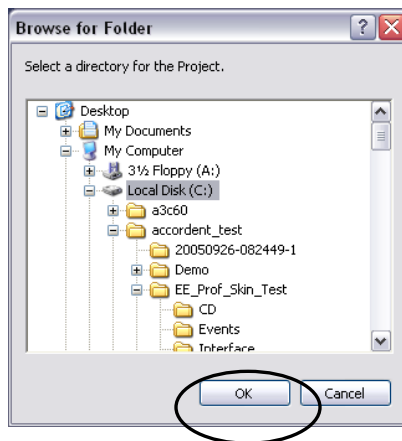 Browse for Folder
Select a directory for the Project.
Desktop
My Documents
My Computer
3½ Floppy (A:)
Local Disk (C:)
a3c60
accordent_test
20050926-082449-1
Demo
EE_Prof_Skin_Test
CD
Events
Interface
OK Cancel